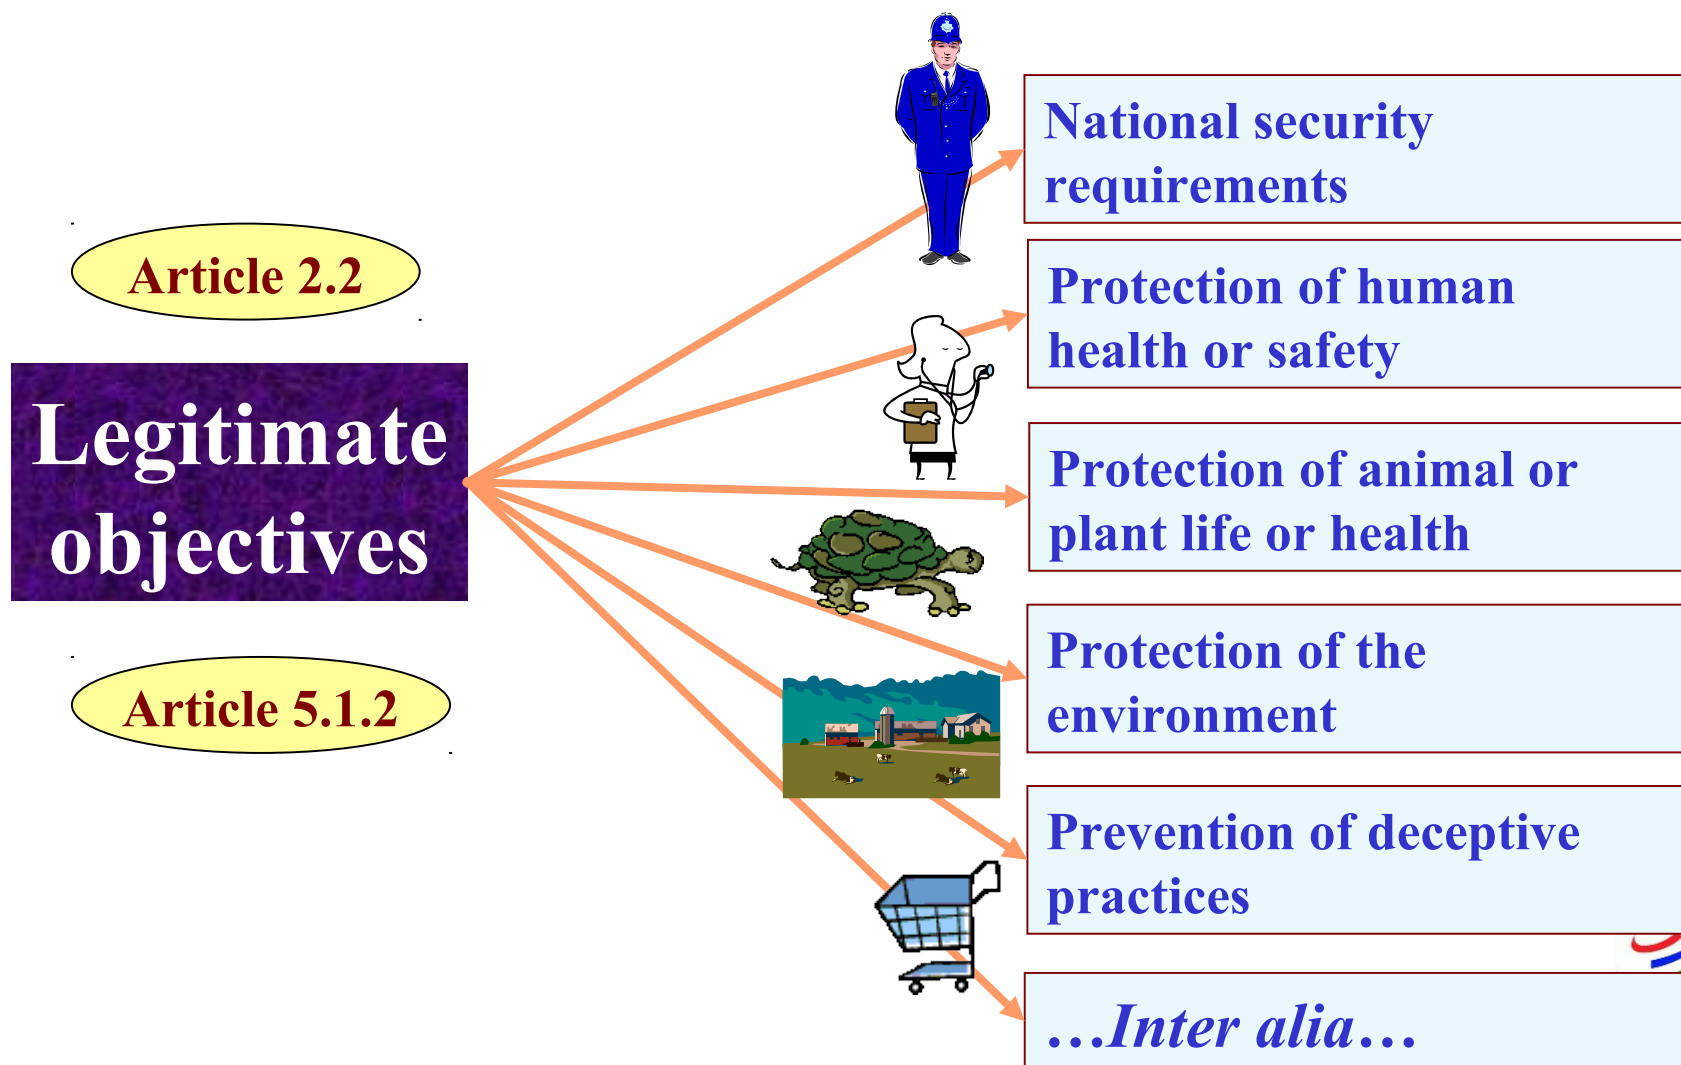 Article 2.2
Legitimate
objectives
Article 5.1.2
National security
requirements
Protection of human
health or safety
Protection of animal or
plant life or health
Protection of the
environment
Prevention of deceptive
practices
…Inter alia…